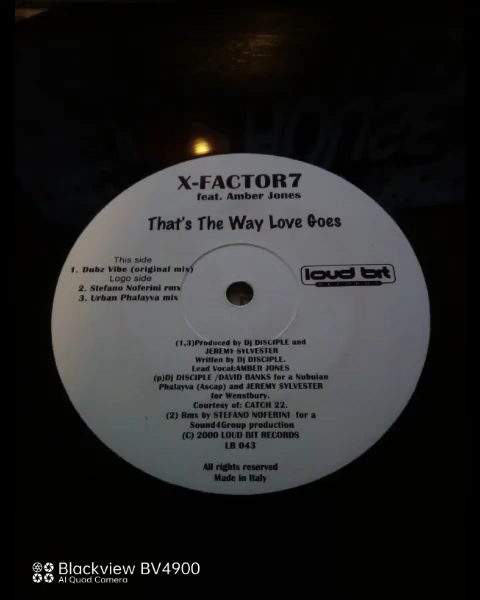 X-FACTOR7
feat. Amber Jones
That's The Way Love Goes
This side
1. Dubz Vibe (original mix)
Logo side
2. Stefano Noferini rmx
3. Urban Phalayva mix
loud bit
RECORDS
(1,3)Produced by Dj DISCIPLE and
JEREMY SYLVESTER
Written by Dj DISCIPLE.
Lead Vocal:AMBER JONES
(p)Dj DISCIPLE /DAVID BANKS for a Nubuian
Phalayva (Ascap) and JEREMY SYLVESTER
for Wenstbury.
Courtesy of: CATCH 22.
(2) Rmx by STEFANO NOFERINI for a
Sound4Group production
(C) 2000 LOUD BIT RECORDS
LB 043
All rights reserved
Made in Italy
Blackview BV4900
AI Quad Camera